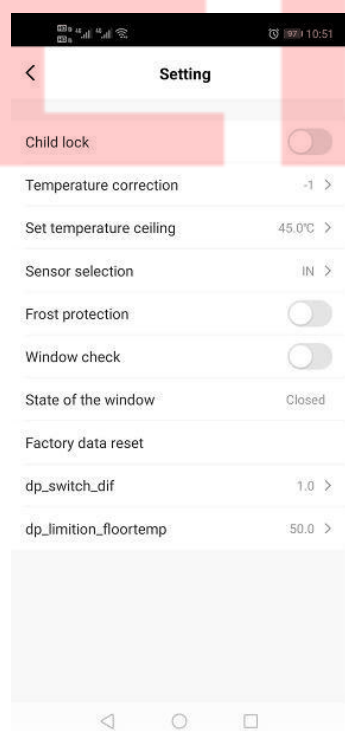 97 10:51
Setting
Child lock
Temperature correction -1 >
Set temperature ceiling 45.0℃ >
Sensor selection IN >
Frost protection
Window check
State of the window Closed
Factory data reset
dp_switch_dif 1.0 >
dp_limition_floortemp 50.0 >